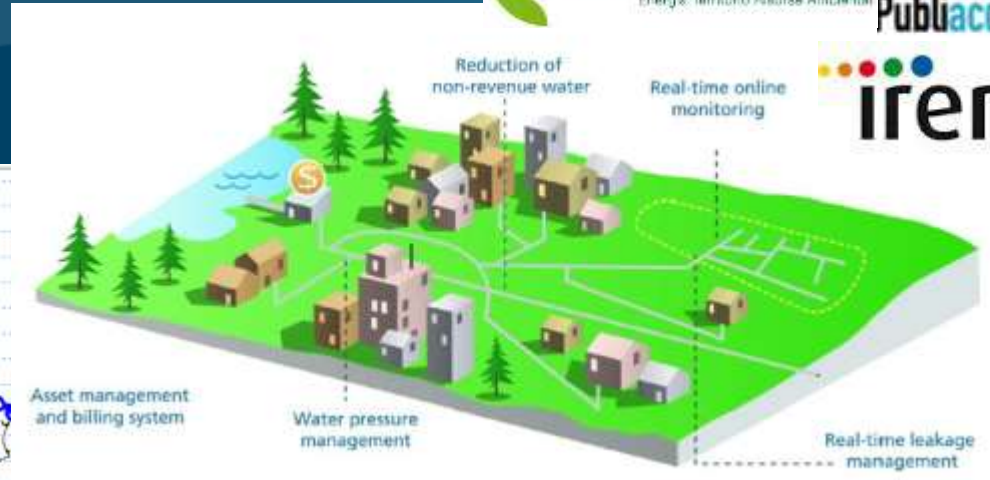 Publiac
iren
Reduction of
non-revenue water
Real-time online
monitoring
S
Asset management
and billing system
Water pressure
management
Real-time leakage
management